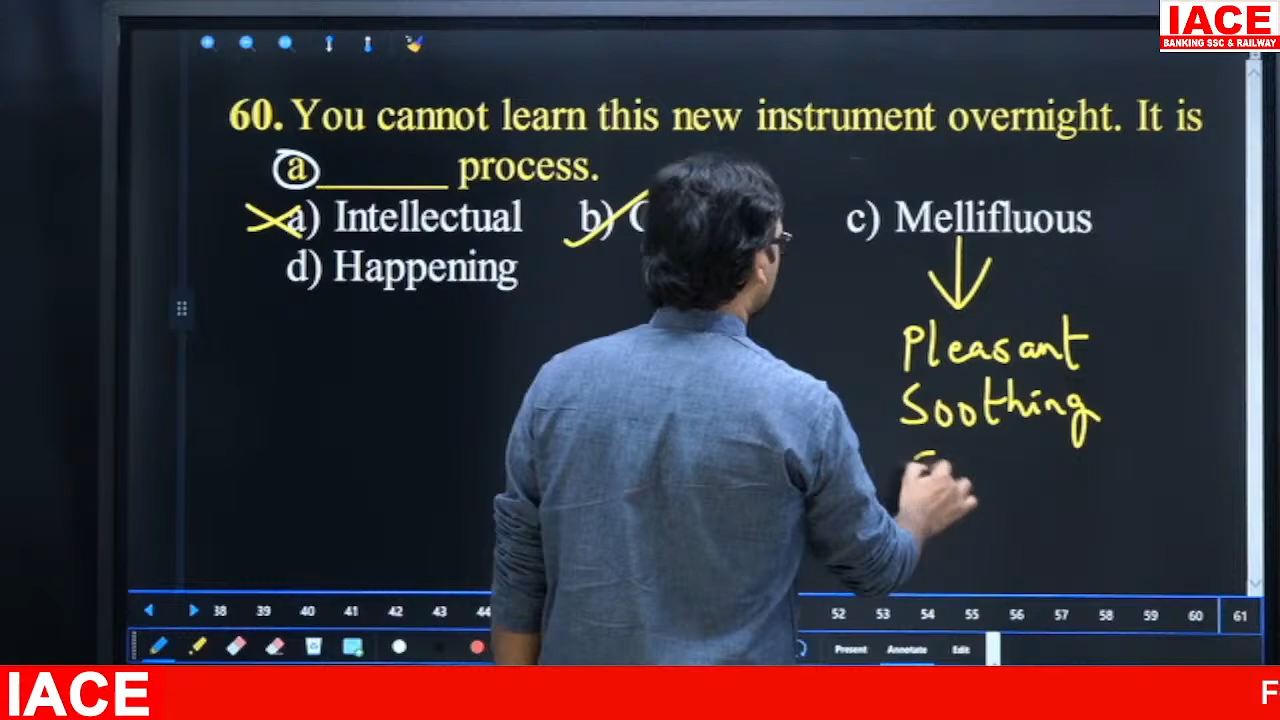 IACE
BANKING SSC & RAILWAY
60. You cannot learn this new instrument overnight. It is
a ______ process.
a) Intellectual b) c) Mellifluous
d) Happening
Pleasant
Soothing
38 39 40 41 42 43 44 52 53 54 55 56 57 58 59 60 61
Present Annotate Edit
IACE
F